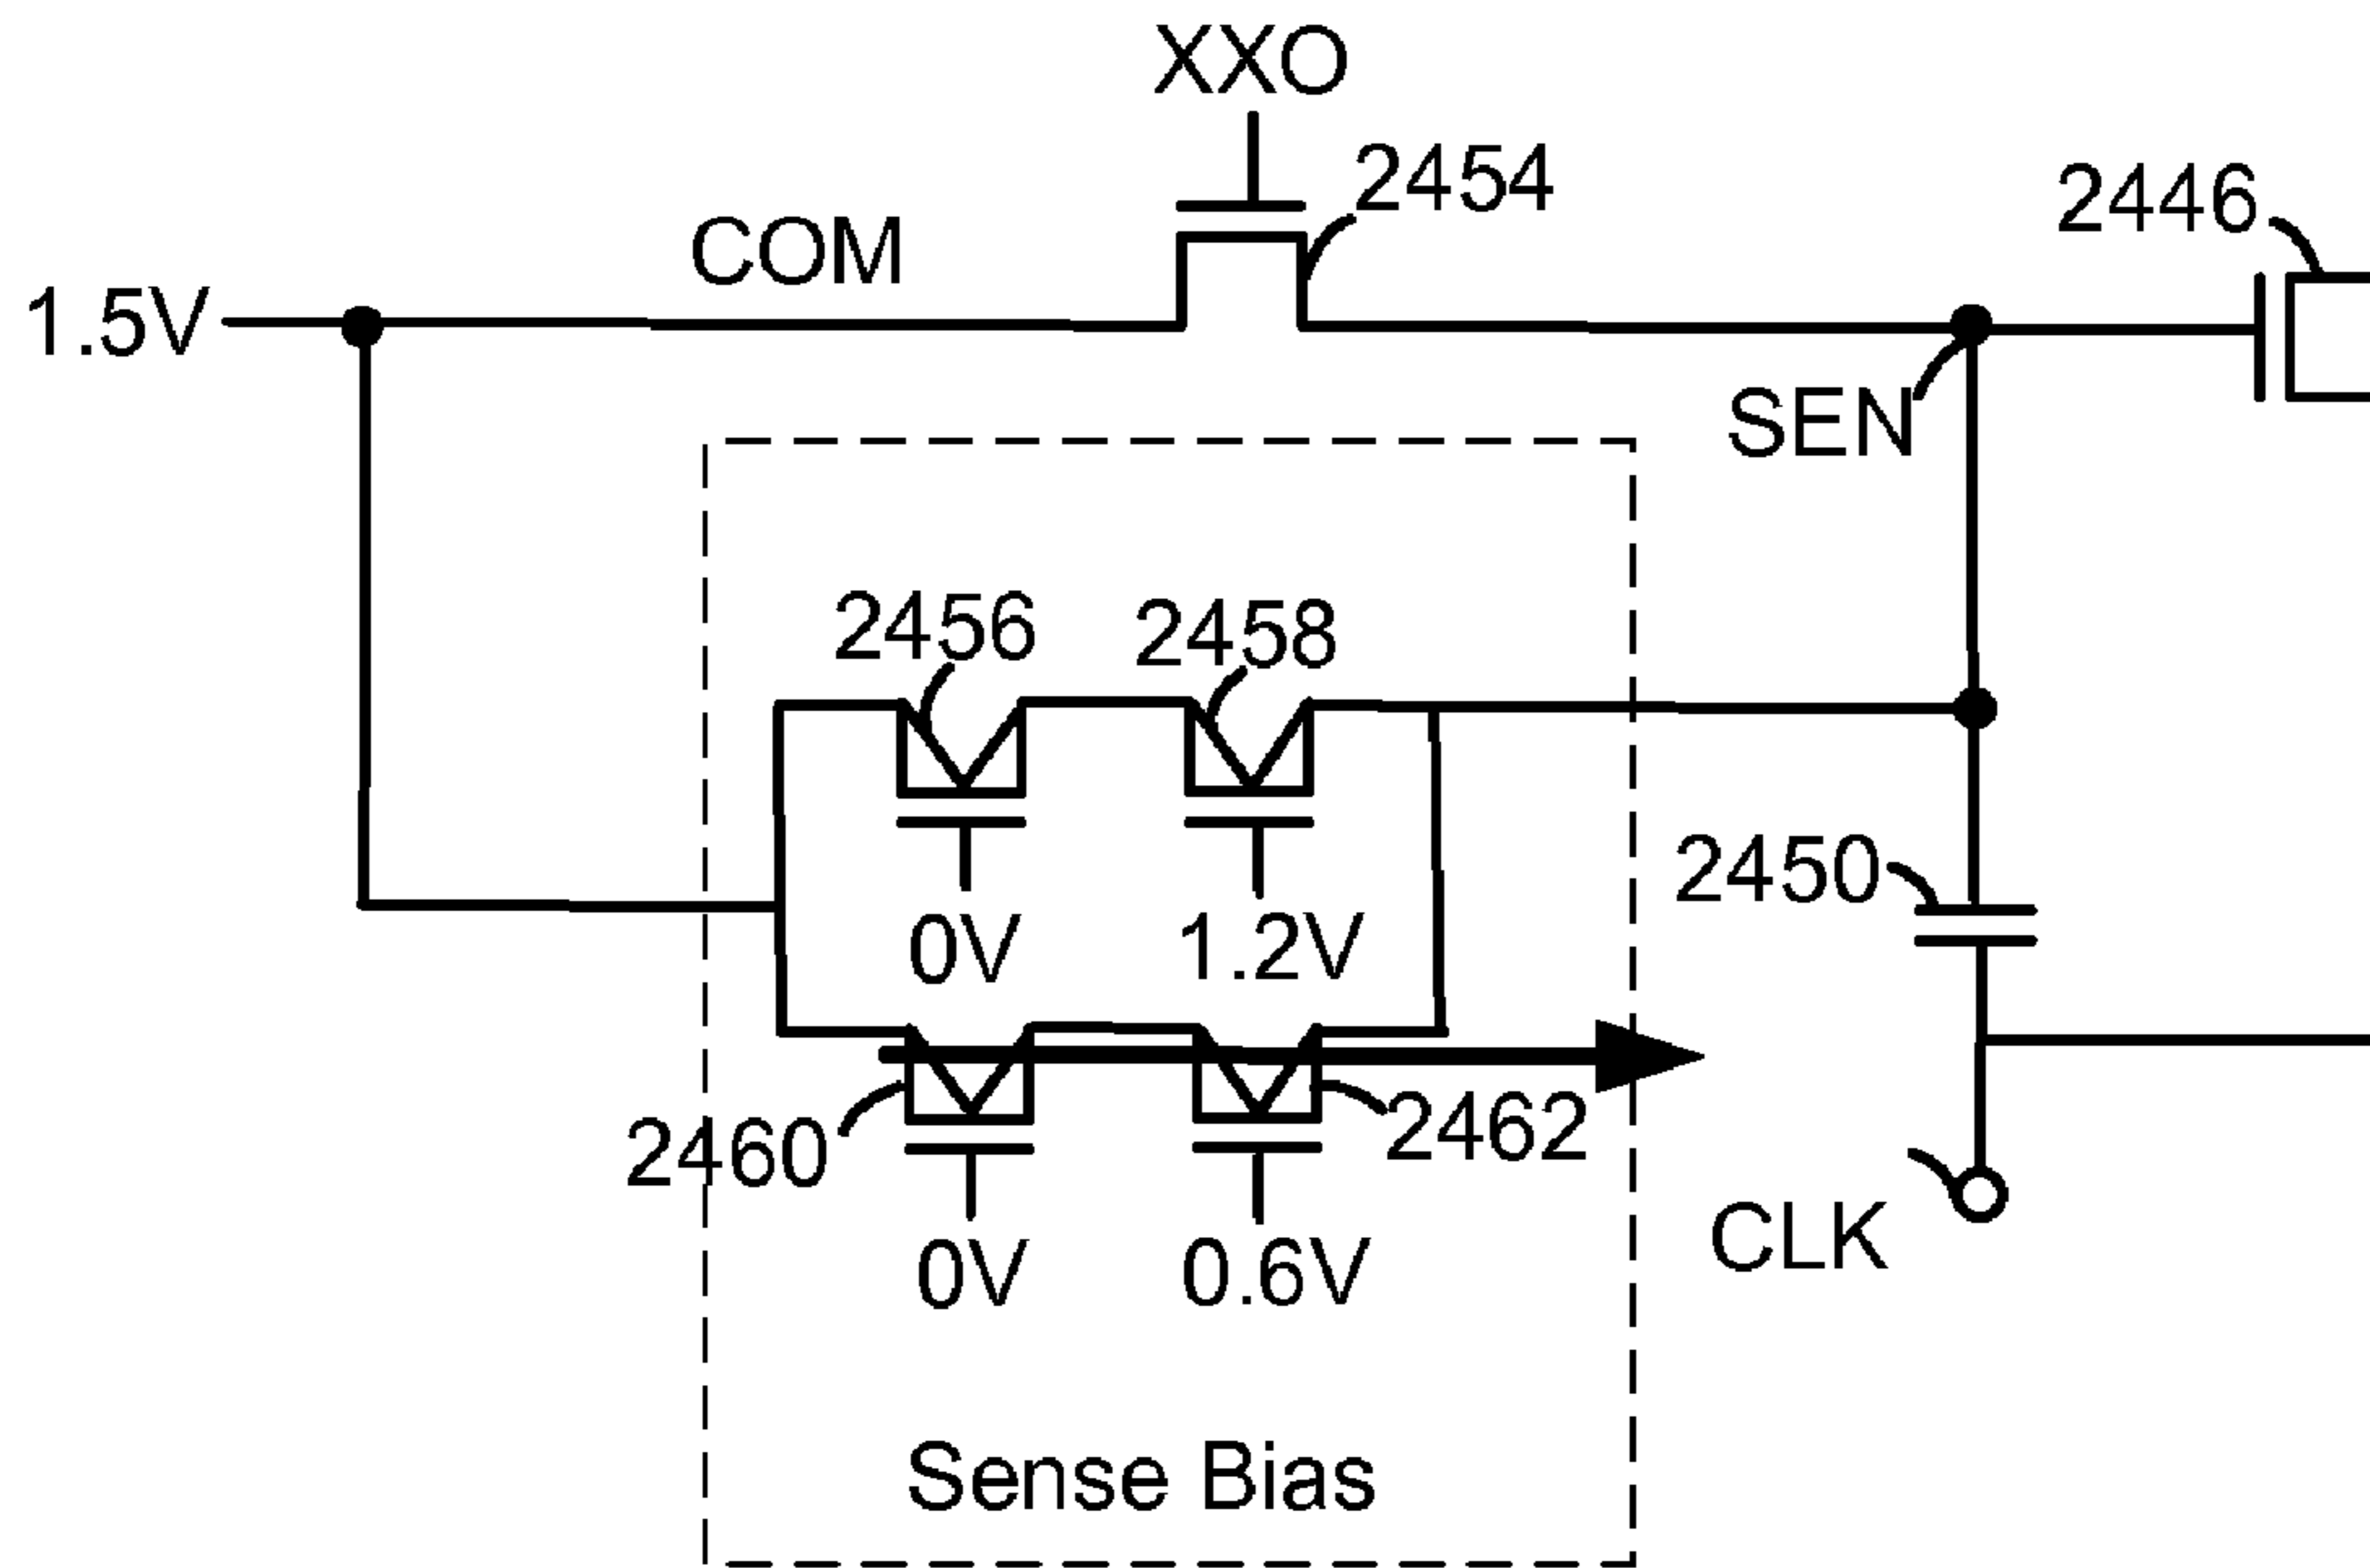 XXO
2454
2446
COM
1.5V
SEN
2456
2458
2450
0V
1.2V
2460
2462
CLK
0V
0.6V
Sense Bias